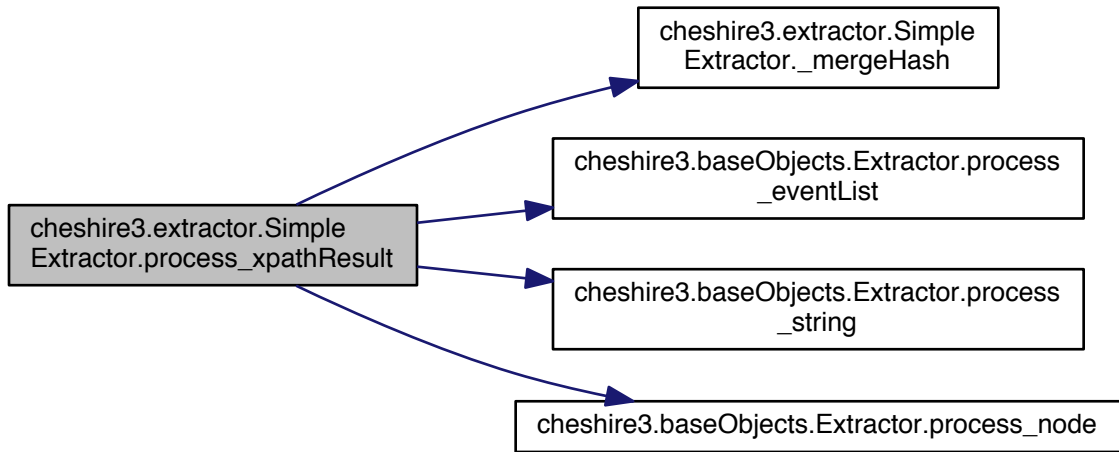 cheshire3.extractor.Simple
Extractor._mergeHash
cheshire3.baseObjects.Extractor.process
_eventList
cheshire3.extractor.Simple
Extractor.process_xpathResult
cheshire3.baseObjects.Extractor.process
_string
cheshire3.baseObjects.Extractor.process_node